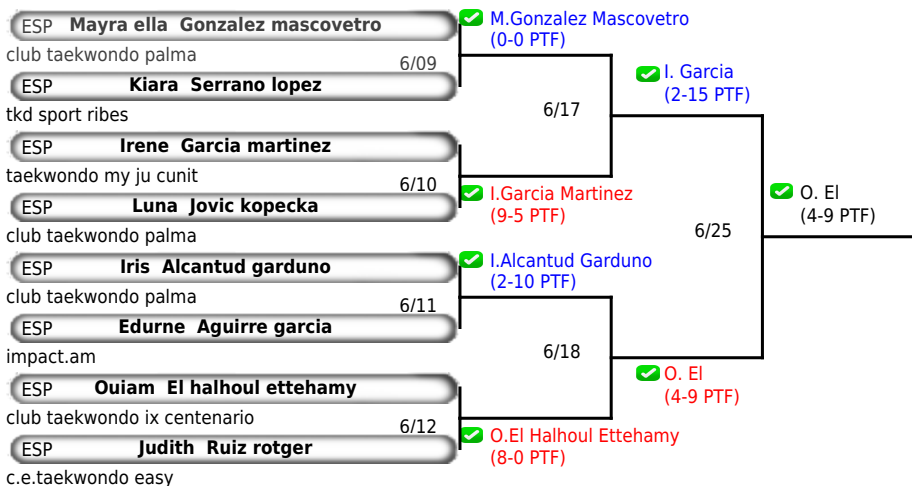 ESP Mayra ella Gonzalez mascovetro
club taekwondo palma
6/09
ESP Kiara Serrano lopez
tkd sport ribes
ESP Irene Garcia martinez
taekwondo my ju cunit
6/10
ESP Luna Jovic kopecka
club taekwondo palma
ESP Iris Alcantud garduno
club taekwondo palma
6/11
ESP Edurne Aguirre garcia
impact.am
ESP Ouiam El halhoul ettehamy
club taekwondo ix centenario
6/12
ESP Judith Ruiz rotger
c.e.taekwondo easy
M.Gonzalez Mascovetro
(0-0 PTF)
6/17
I.Garcia Martinez
(9-5 PTF)
I.Alcantud Garduno
(2-10 PTF)
6/18
O.El Halhoul Ettehamy
(8-0 PTF)
I. Garcia
(2-15 PTF)
6/25
O. El
(4-9 PTF)
O. El
(4-9 PTF)